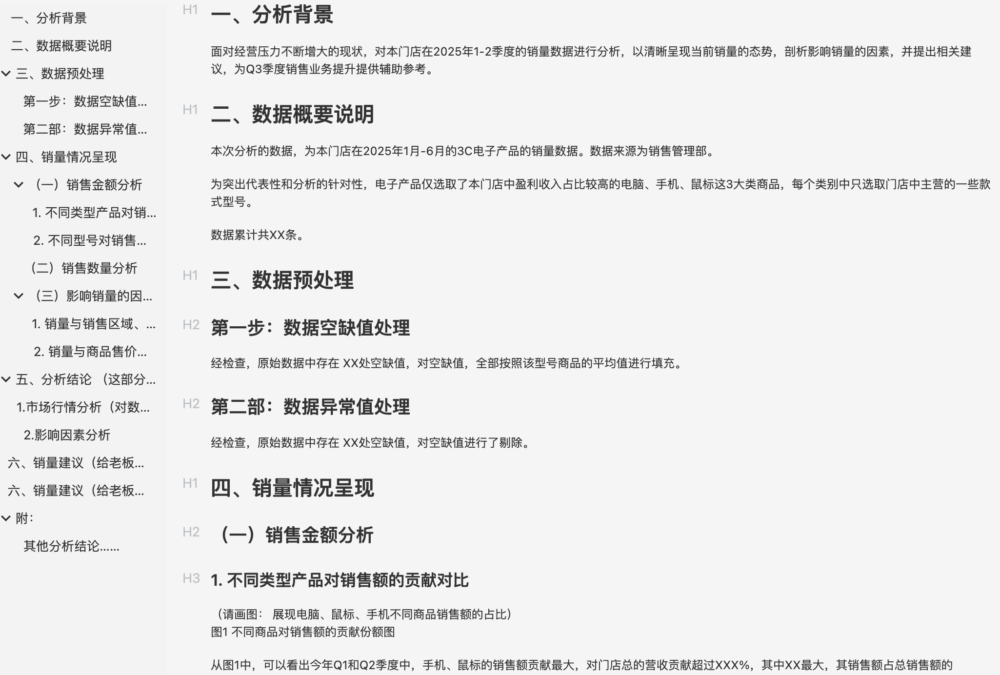 一、分析背景
二、数据概要说明
三、数据预处理
第一步：数据空缺值...
第二部：数据异常值...
四、销量情况呈现
（一）销售金额分析
1. 不同类型产品对销...
2. 不同型号对销售...
（二）销售数量分析
（三）影响销量的因...
1. 销量与销售区域、...
2. 销量与商品售价...
五、分析结论 （这部分...
1.市场行情分析（对数...
2.影响因素分析
六、销量建议（给老板...
六、销量建议（给老板...
附：
其他分析结论......
H1 一、分析背景
面对经营压力不断增大的现状，对本门店在2025年1-2季度的销量数据进行分析，以清晰呈现当前销量的态势，剖析影响销量的因素，并提出相关建
议，为Q3季度销售业务提升提供辅助参考。
H1 二、数据概要说明
本次分析的数据，为本门店在2025年1月-6月的3C电子产品的销量数据。数据来源为销售管理部。
为突出代表性和分析的针对性，电子产品仅选取了本门店中盈利收入占比较高的电脑、手机、鼠标这3大类商品，每个类别中只选取门店中主营的一些款
式型号。
数据累计共XX条。
H1 三、数据预处理
H2 第一步：数据空缺值处理
经检查，原始数据中存在 XX处空缺值，对空缺值，全部按照该型号商品的平均值进行填充。
H2 第二部：数据异常值处理
经检查，原始数据中存在 XX处空缺值，对空缺值进行了剔除。
H1 四、销量情况呈现
H2 （一）销售金额分析
H3 1. 不同类型产品对销售额的贡献对比
（请画图： 展现电脑、鼠标、手机不同商品销售额的占比）
图1 不同商品对销售额的贡献份额图
从图1中，可以看出今年Q1和Q2季度中，手机、鼠标的销售额贡献最大，对门店总的营收贡献超过XXX%，其中XX最大，其销售额占总销售额的